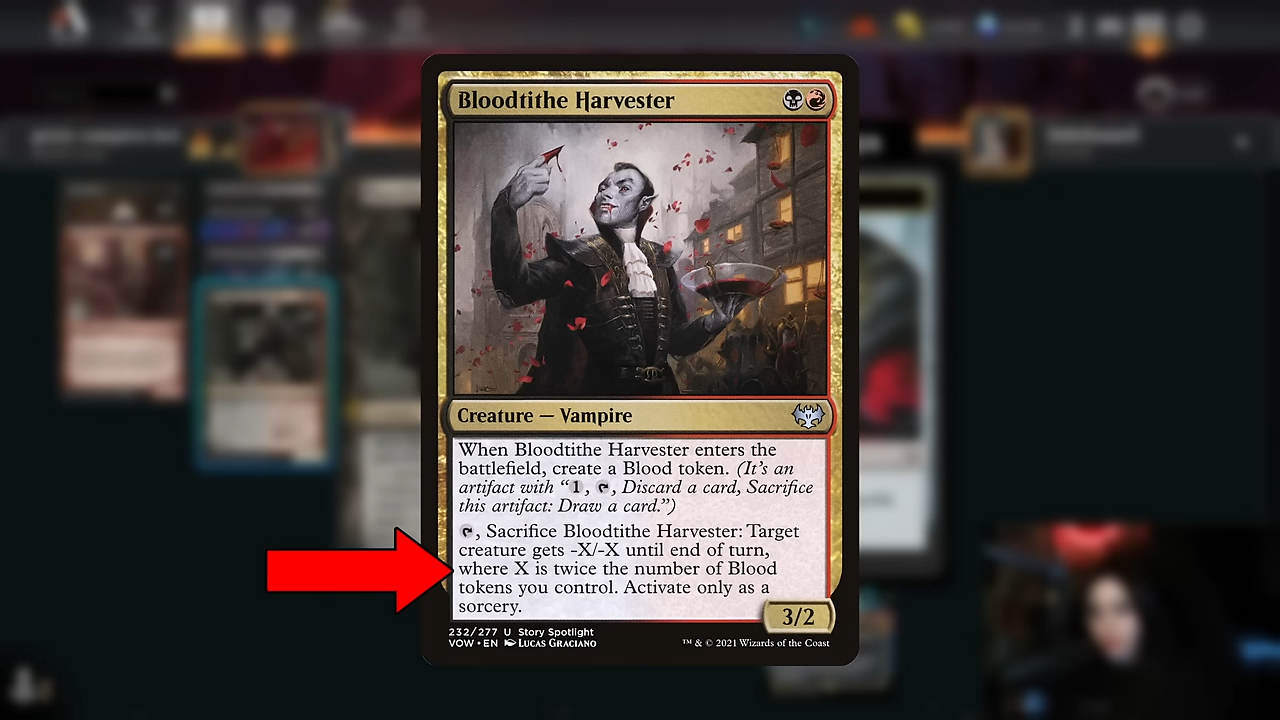 Bloodtithe Harvester
Creature — Vampire
When Bloodtithe Harvester enters the
battlefield, create a Blood token. (It's an
artifact with “1, , Discard a card, Sacrifice
this artifact: Draw a card.”)
, Sacrifice Bloodtithe Harvester: Target
creature gets -X/-X until end of turn,
where X is twice the number of Blood
tokens you control. Activate only as a
sorcery.
3/2
232/277 U Story Spotlight
VOW • EN Lucas Graciano
™ & © 2021 Wizards of the Coast